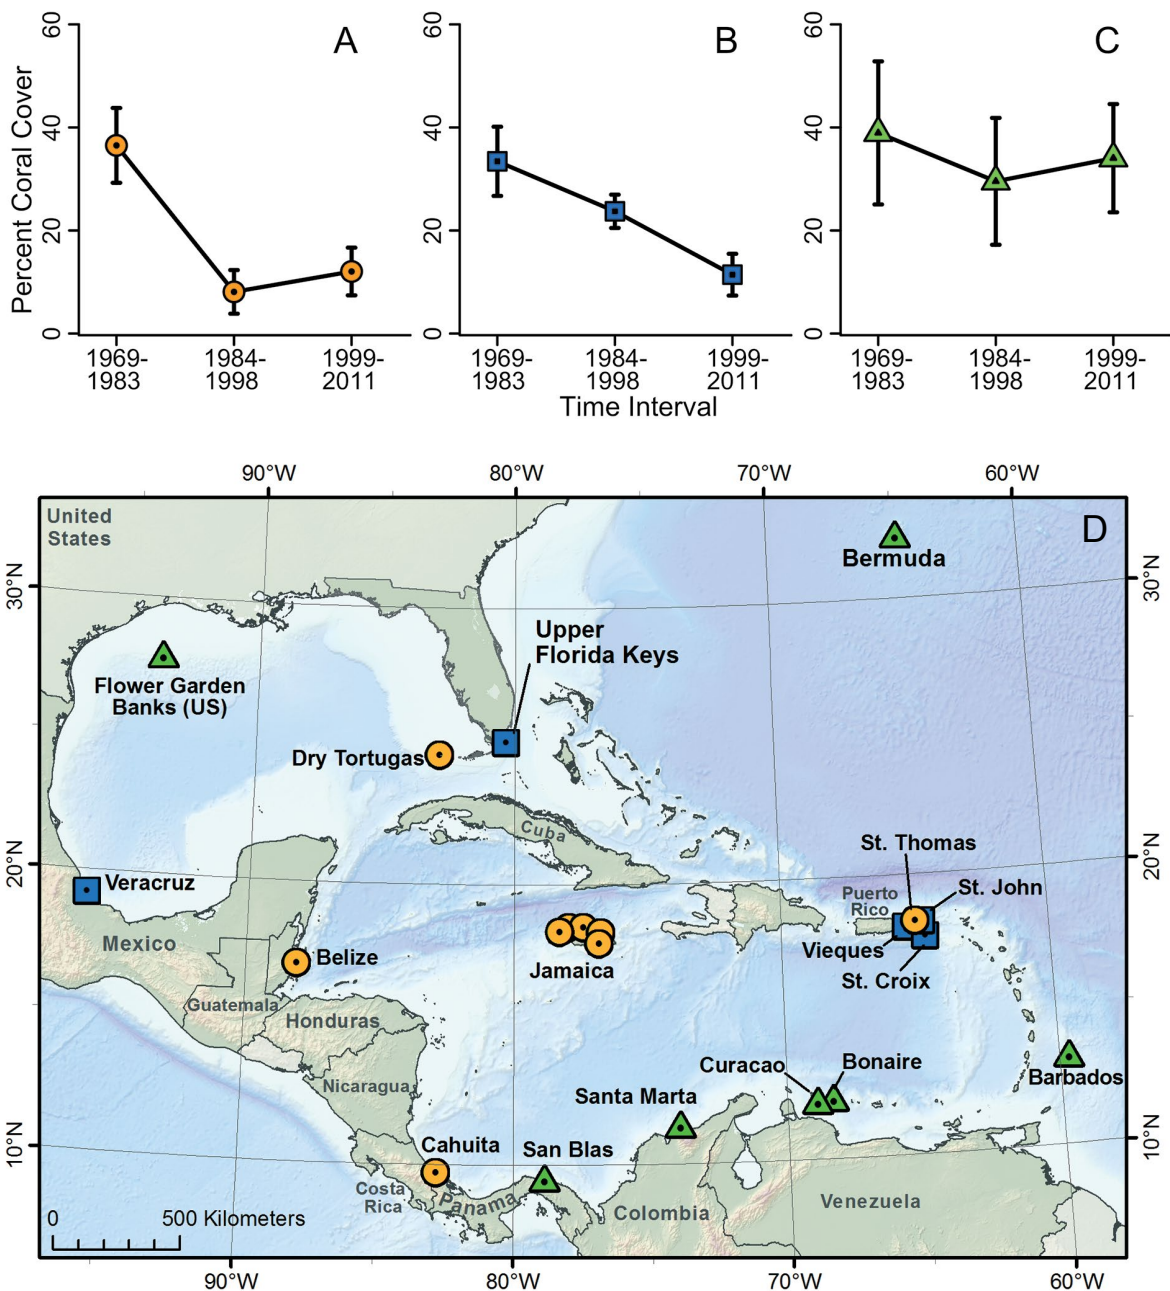 A
B
C
Percent Coral Cover
60
40
20
0
60
40
20
0
60
40
20
0
1969-
1983
1984-
1998
1999-
2011
1969-
1983
1984-
1998
1999-
2011
1969-
1983
1984-
1998
1999-
2011
Time Interval
90°W
80°W
70°W
60°W
D
United
States
Bermuda
30°N
30°N
Upper
Florida Keys
Flower Garden
Banks (US)
Dry Tortugas
Cuba
20°N
20°N
St. Thomas
St. John
Veracruz
Puerto
Rico
Mexico
Vieques
Belize
Jamaica
St. Croix
Guatemala
Honduras
Curacao
Bonaire
Barbados
Nicaragua
Santa Marta
10°N
10°N
Cahuita
San Blas
Costa
Rica
Panama
Colombia
Venezuela
0
500 Kilometers
90°W
80°W
70°W
60°W